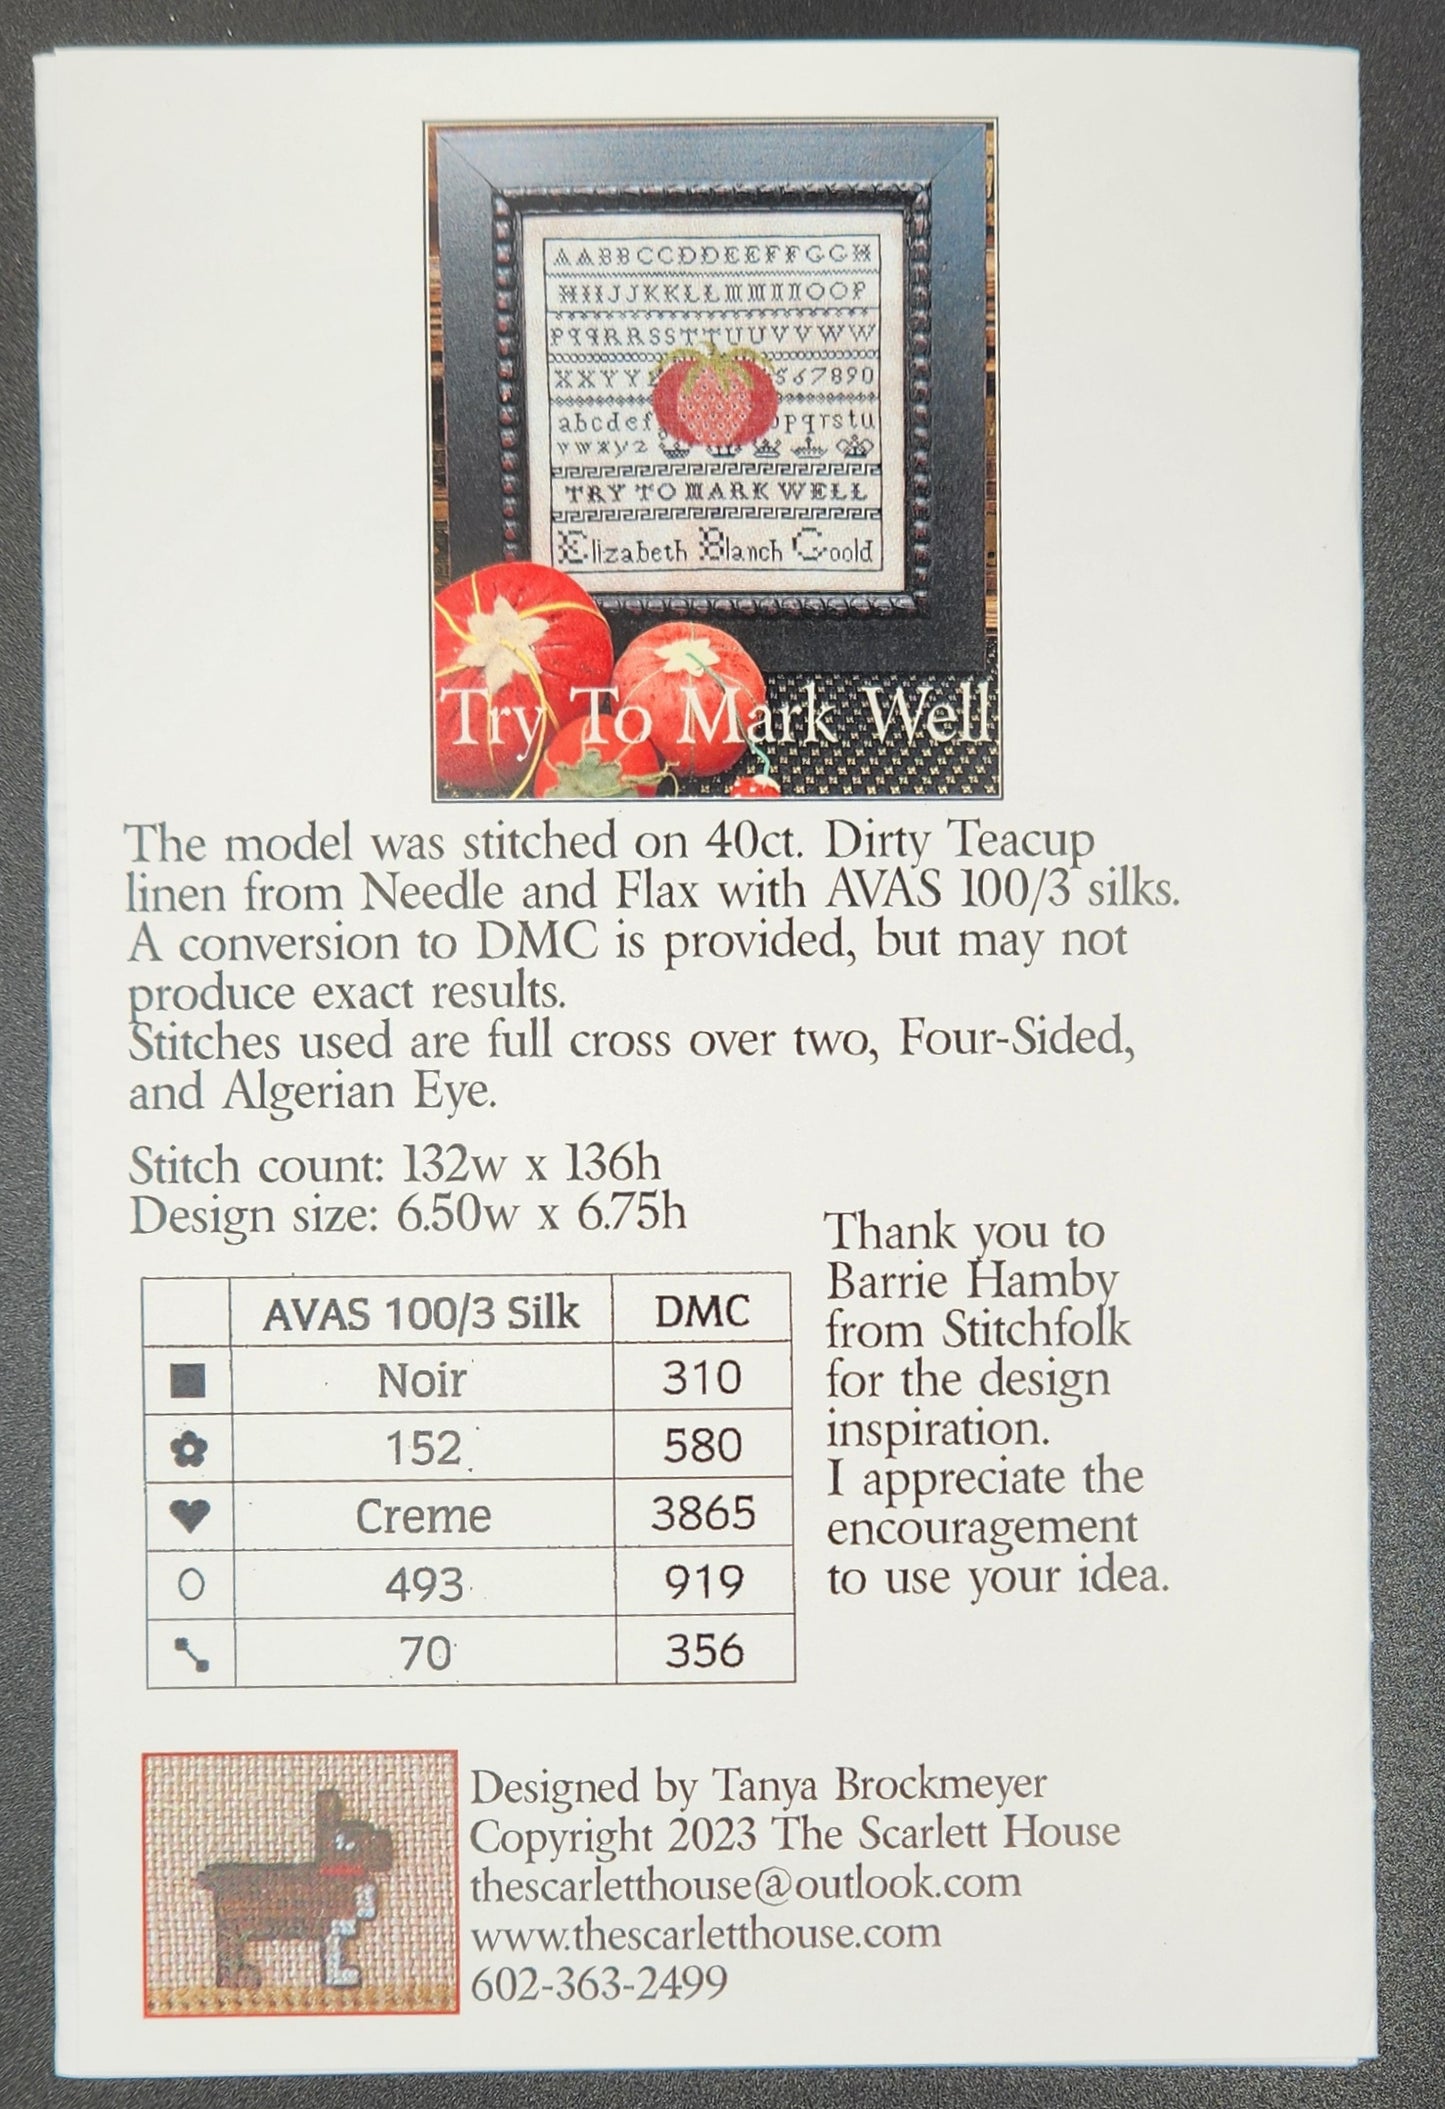 AABBCCDDEEFFGGH
HIIJJKKLLMMNNOOP
PqqRRSSTTUUVVWW
XXYY 567890
abcdef pqrstu
vwxyz
TRY TO MARK WELL
Elizabeth Blanch Goold
Try To Mark Well
The model was stitched on 40ct. Dirty Teacup
linen from Needle and Flax with AVAS 100/3 silks.
A conversion to DMC is provided, but may not
produce exact results.
Stitches used are full cross over two, Four-Sided,
and Algerian Eye.
Stitch count: 132w x 136h
Design size: 6.50w x 6.75h
AVAS 100/3 Silk DMC
Noir 310
152 580
Creme 3865
493 919
70 356
Thank you to
Barrie Hamby
from Stitchfolk
for the design
inspiration.
I appreciate the
encouragement
to use your idea.
Designed by Tanya Brockmeyer
Copyright 2023 The Scarlett House
thescarletthouse@outlook.com
www.thescarletthouse.com
602-363-2499